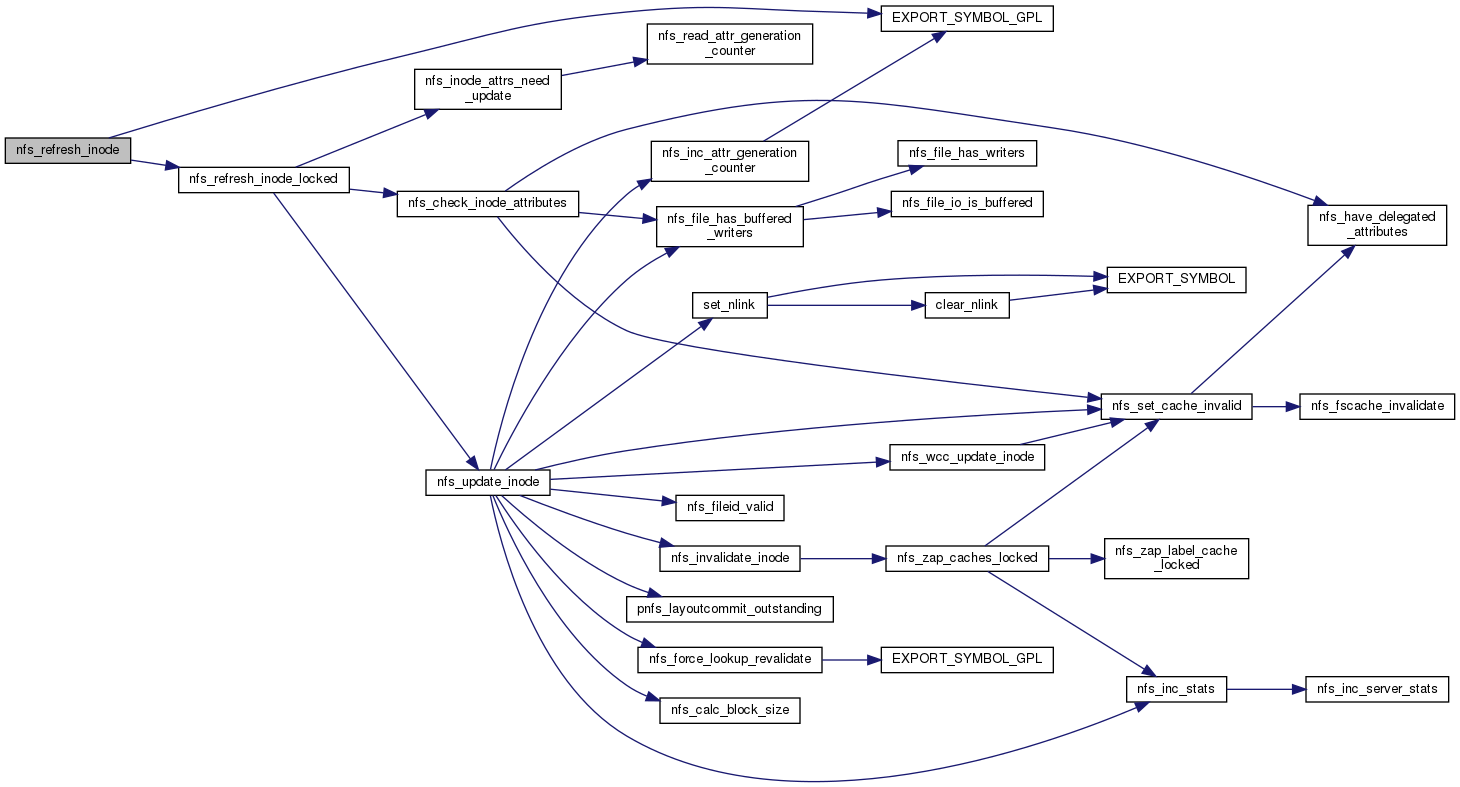 EXPORT_SYMBOL_GPL
nfs_read_attr_generation
_counter
nfs_inode_attrs_need
_update
nfs_refresh_inode
nfs_refresh_inode_locked
nfs_check_inode_attributes
nfs_inc_attr_generation
_counter
nfs_file_has_writers
nfs_file_has_buffered
_writers
nfs_file_io_is_buffered
nfs_have_delegated
_attributes
EXPORT_SYMBOL
set_nlink
clear_nlink
nfs_set_cache_invalid
nfs_fscache_invalidate
nfs_wcc_update_inode
nfs_update_inode
nfs_fileid_valid
nfs_invalidate_inode
nfs_zap_caches_locked
nfs_zap_label_cache
_locked
pnfs_layoutcommit_outstanding
nfs_force_lookup_revalidate
EXPORT_SYMBOL_GPL
nfs_inc_stats
nfs_inc_server_stats
nfs_calc_block_size